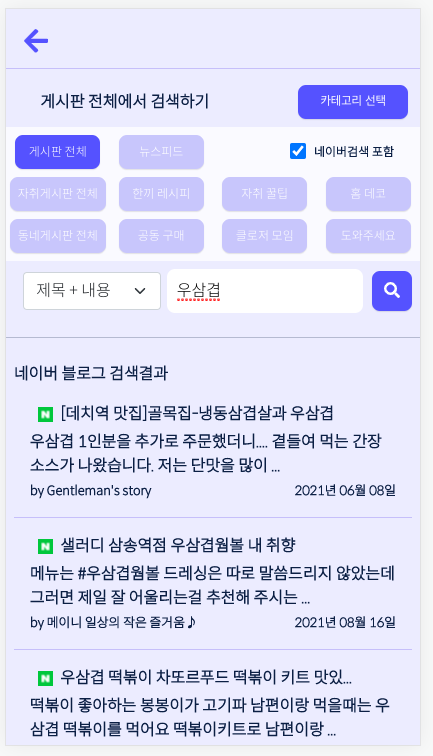 게시판 전체에서 검색하기
카테고리 선택
게시판 전체
뉴스피드
네이버검색 포함
자취게시판 전체
한끼 레시피
자취 꿀팁
홈 데코
동네게시판 전체
공동 구매
클로저 모임
도와주세요
제목 + 내용
우삼겹
네이버 블로그 검색결과
N [데치역 맛집]골목집-냉동삼겹살과 우삼겹
우삼겹 1인분을 추가로 주문했더니.... 곁들여 먹는 간장
소스가 나왔습니다. 저는 단맛을 많이 ...
by Gentleman's story 2021년 06월 08일
N 샐러디 삼송역점 우삼겹웜볼 내 취향
메뉴는 #우삼겹웜볼 드레싱은 따로 말씀드리지 않았는데
그러면 제일 잘 어울리는걸 추천해 주시는 ...
by 메이니 일상의 작은 즐거움♪ 2021년 08월 16일
N 우삼겹 떡볶이 차또르푸드 떡볶이 키트 맛있...
떡볶이 좋아하는 봉봉이가 고기파 남편이랑 먹을때는 우
삼겹 떡볶이를 먹어요 떡볶이키트로 남편이랑 ...